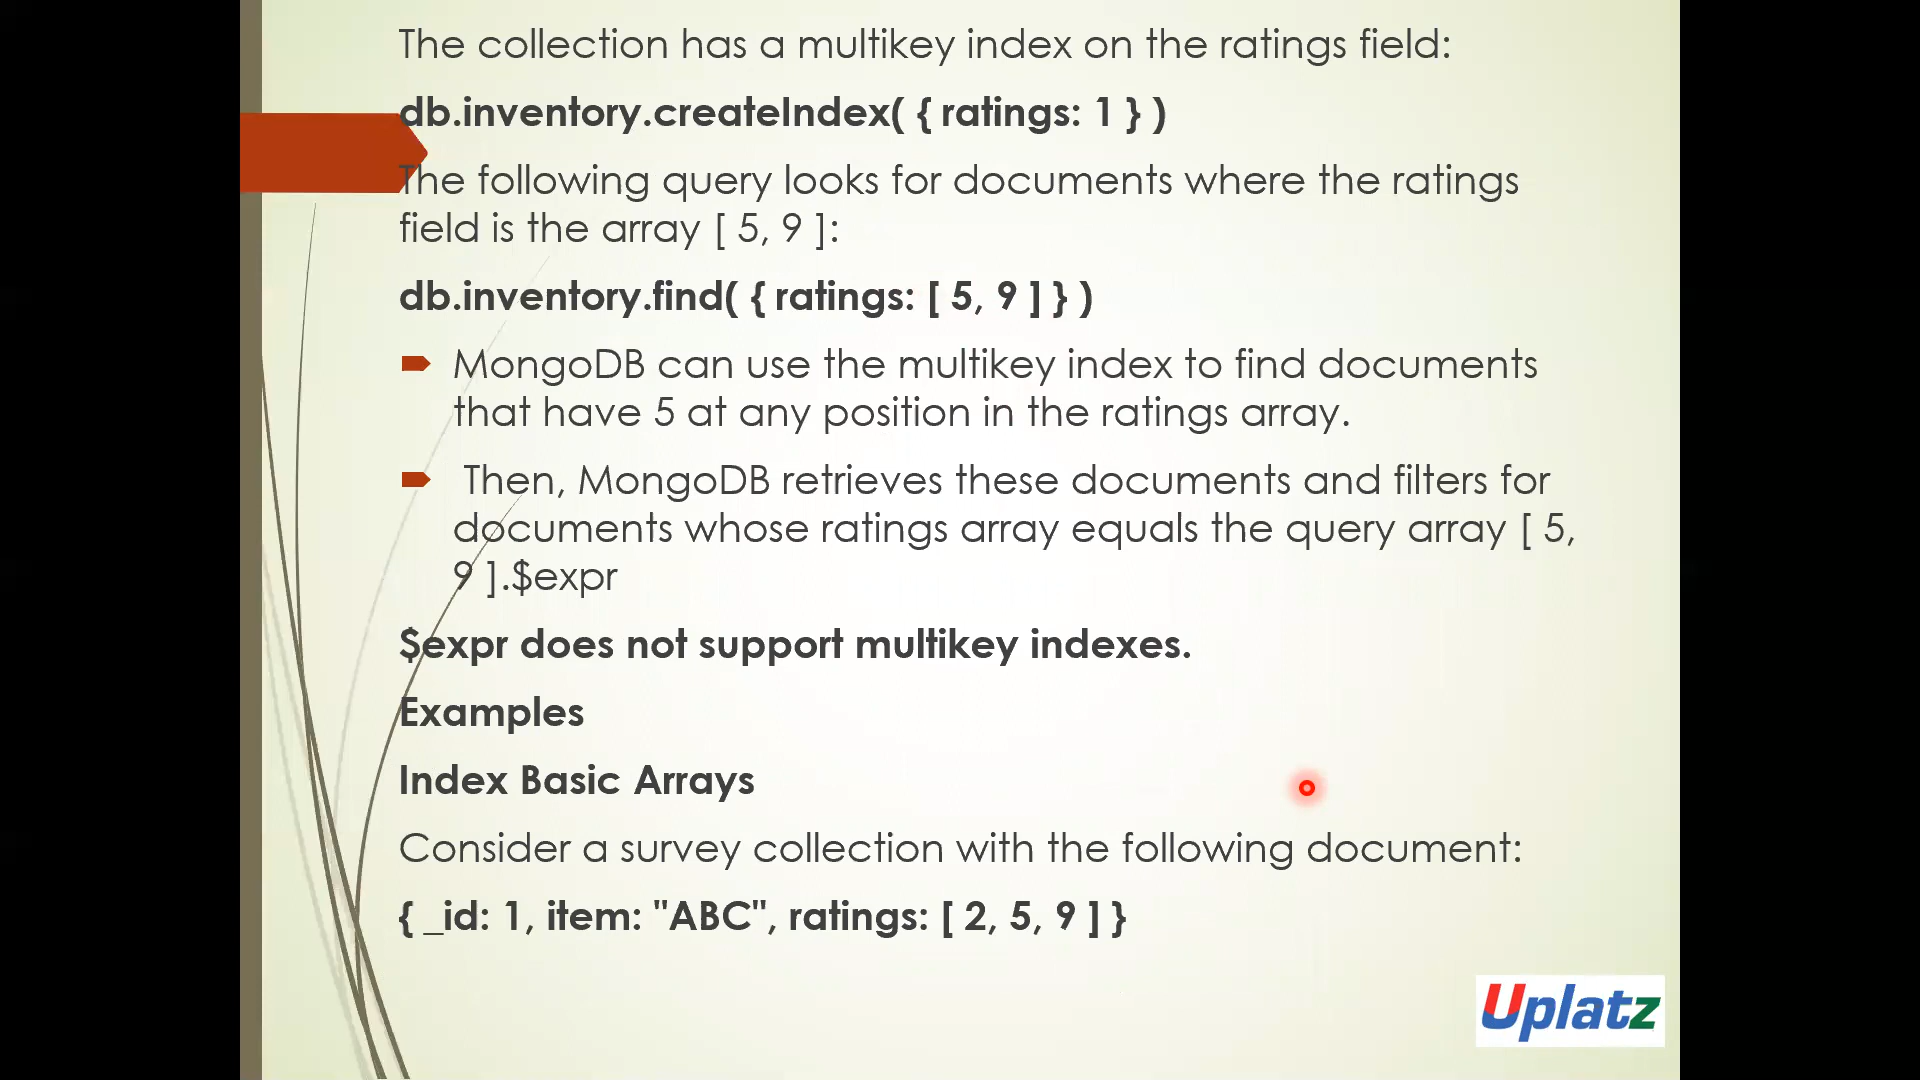 The collection has a multikey index on the ratings field:
db.inventory.createIndex( { ratings: 1 } )
The following query looks for documents where the ratings
field is the array [ 5, 9 ]:
db.inventory.find( { ratings: [ 5, 9 ] } )
MongoDB can use the multikey index to find documents
that have 5 at any position in the ratings array.
Then, MongoDB retrieves these documents and filters for
documents whose ratings array equals the query array [ 5,
9 ].$expr
$expr does not support multikey indexes.
Examples
Index Basic Arrays
Consider a survey collection with the following document:
{ _id: 1, item: "ABC", ratings: [ 2, 5, 9 ] }
Uplatz